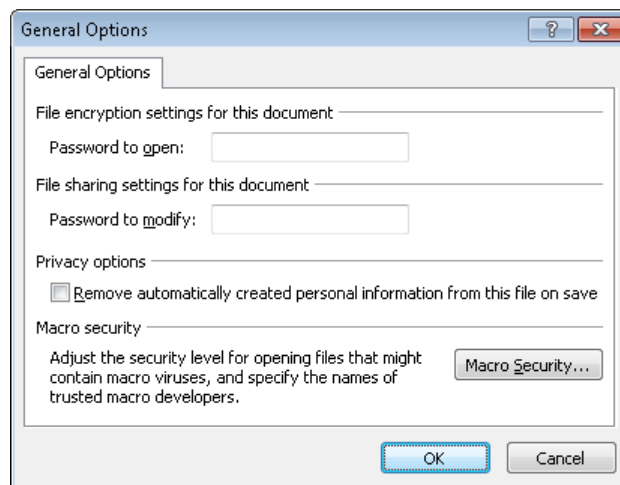 General Options
?
General Options
File encryption settings for this document
Password to open:
File sharing settings for this document
Password to modify:
Privacy options
Remove automatically created personal information from this file on save
Macro security
Adjust the security level for opening files that might
contain macro viruses, and specify the names of
trusted macro developers.
Macro Security...
OK Cancel